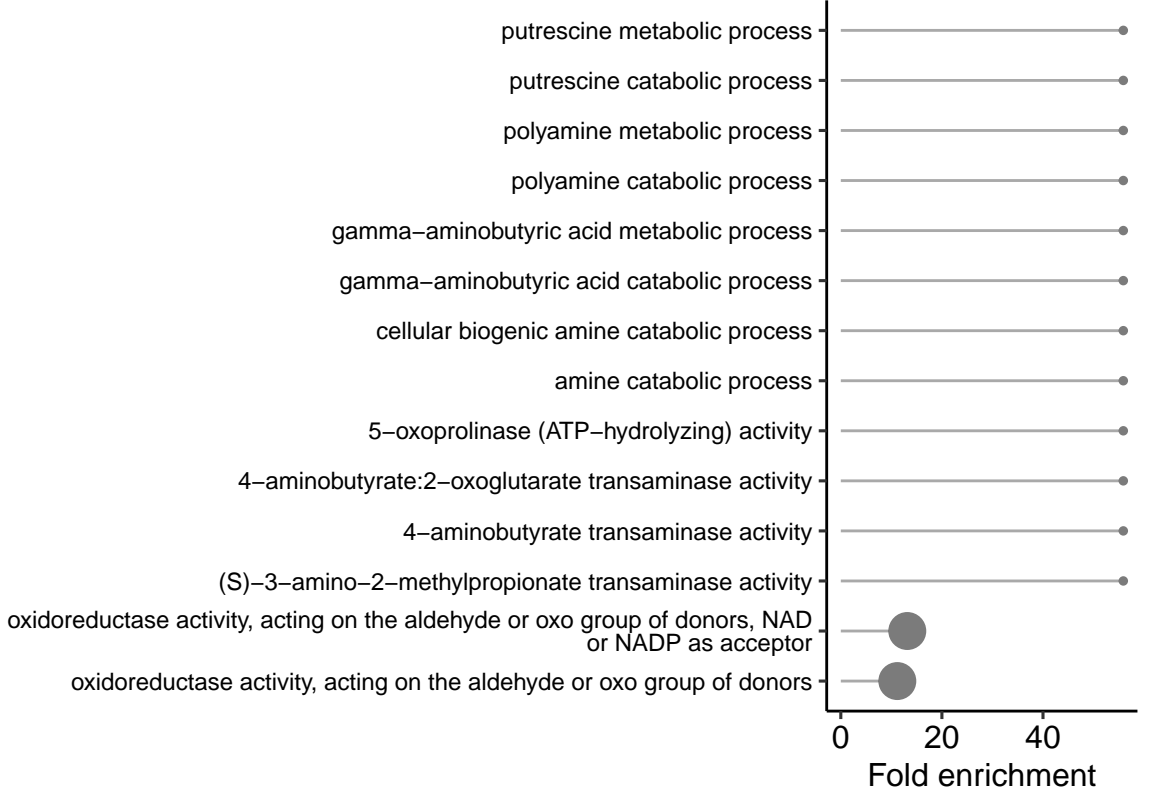 putrescine metabolic process
putrescine catabolic process
polyamine metabolic process
polyamine catabolic process
gamma−aminobutyric acid metabolic process
gamma−aminobutyric acid catabolic process
cellular biogenic amine catabolic process
amine catabolic process
5−oxoprolinase (ATP−hydrolyzing) activity
4−aminobutyrate:2−oxoglutarate transaminase activity
4−aminobutyrate transaminase activity
(S)−3−amino−2−methylpropionate transaminase activity
oxidoreductase activity, acting on the aldehyde or oxo group of donors, NAD
or NADP as acceptor
oxidoreductase activity, acting on the aldehyde or oxo group of donors
0 20 40
Fold enrichment